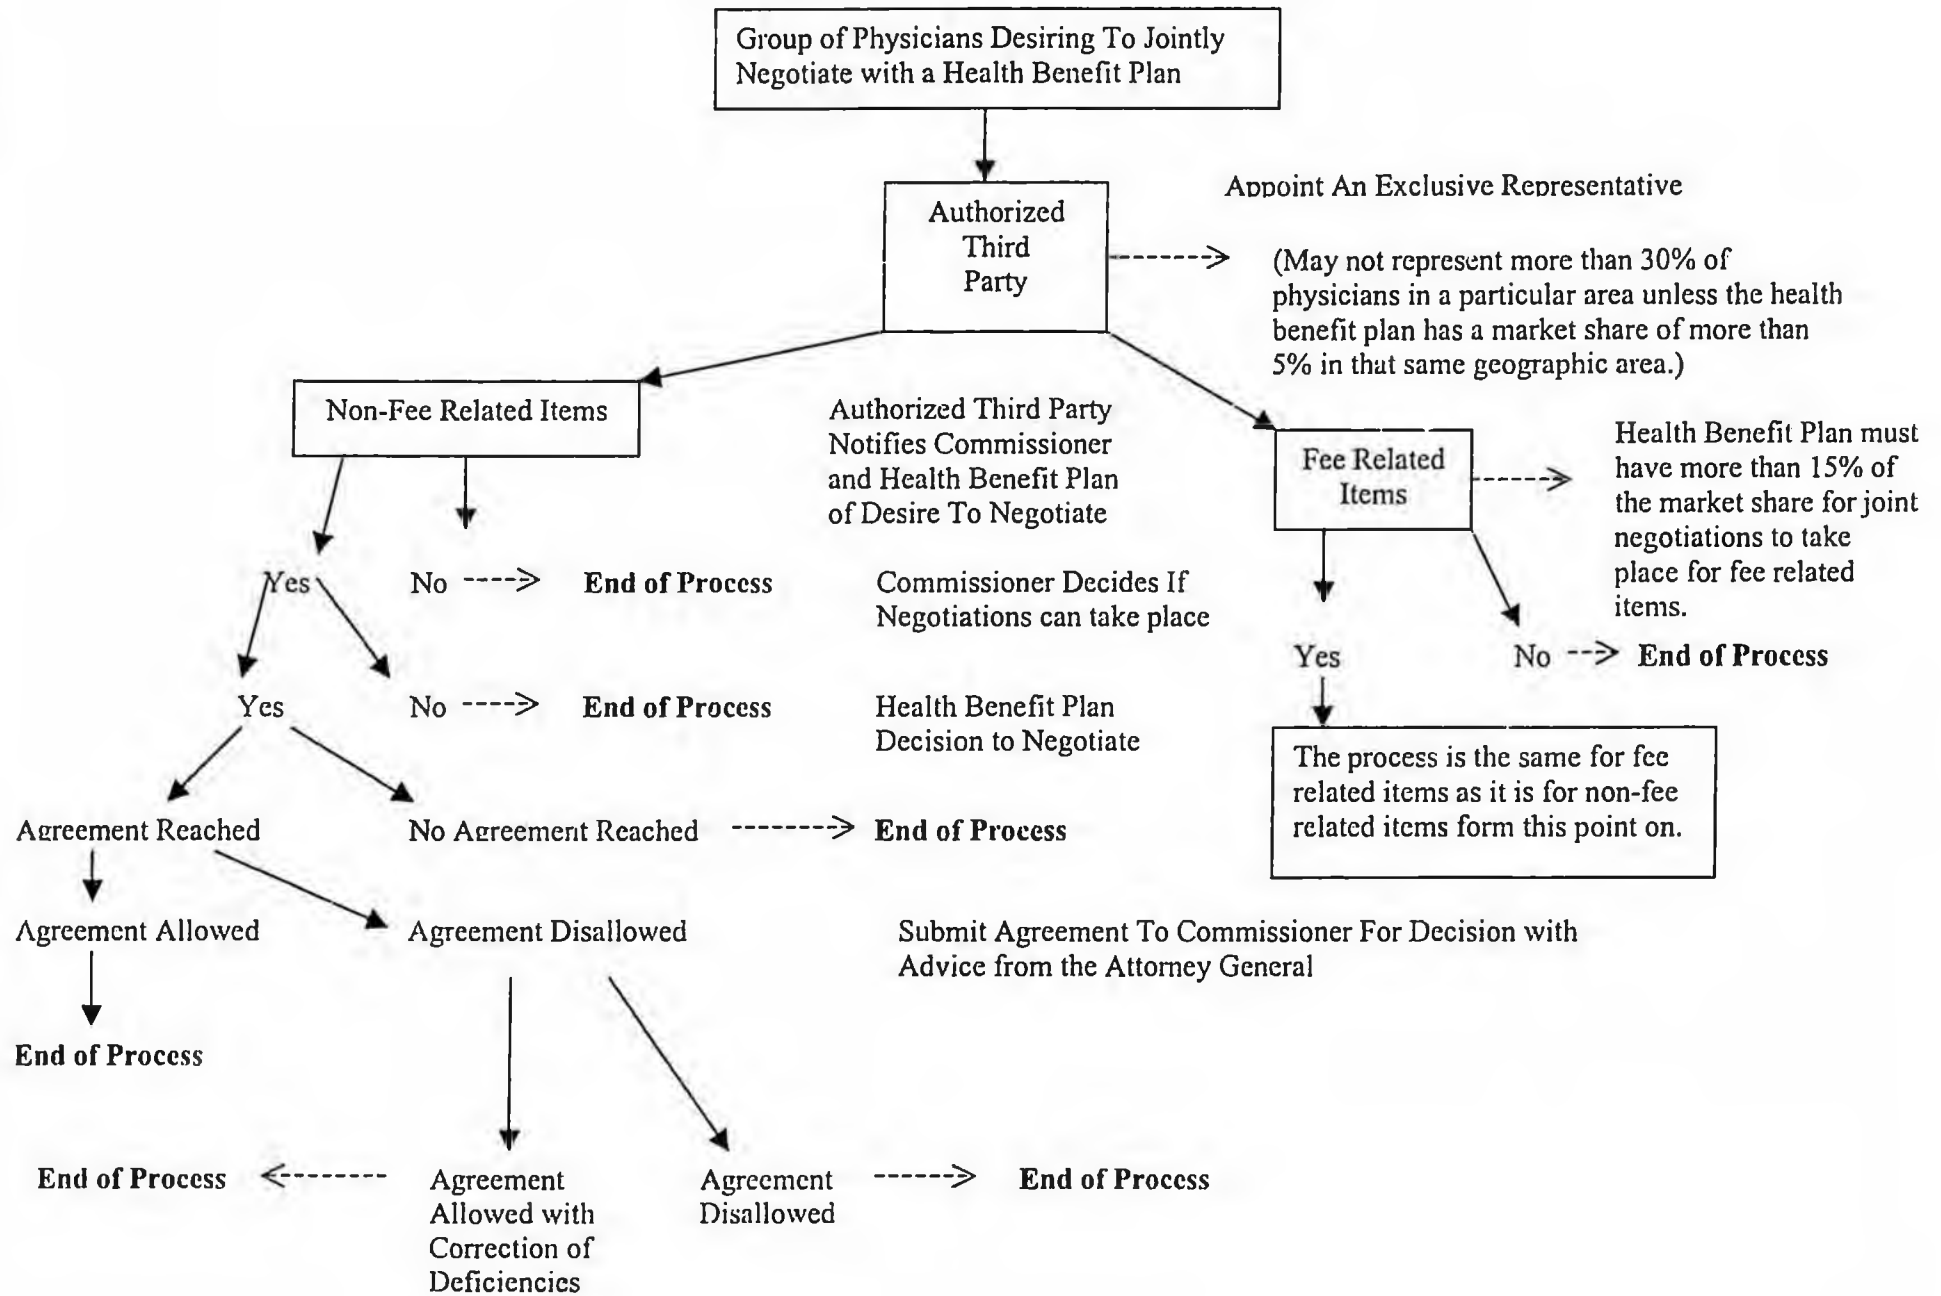 Group of Physicians Desiring To Jointly
Negotiate with a Health Benefit Plan
Appoint An Exclusive Representative
Authorized
Third
Party
(May not represent more than 30% of
physicians in a particular area unless the health
benefit plan has a market share of more than
5% in that same geographic area.)
Non-Fee Related Items
Authorized Third Party
Notifies Commissioner
and Health Benefit Plan
of Desire To Negotiate
Fee Related
Items
Health Benefit Plan must
have more than 15% of
the market share for joint
negotiations to take
place for fee related
items.
Yes
No
End of Process
Commissioner Decides If
Negotiations can take place
Yes
No
End of Process
Yes
No
End of Process
Health Benefit Plan
Decision to Negotiate
The process is the same for fee
related items as it is for non-fee
related items form this point on.
Agreement Reached
No Agreement Reached
End of Process
Agreement Allowed
Agreement Disallowed
Submit Agreement To Commissioner For Decision with
Advice from the Attorney General
End of Process
End of Process
Agreement
Allowed with
Correction of
Deficiencies
Agreement
Disallowed
End of Process